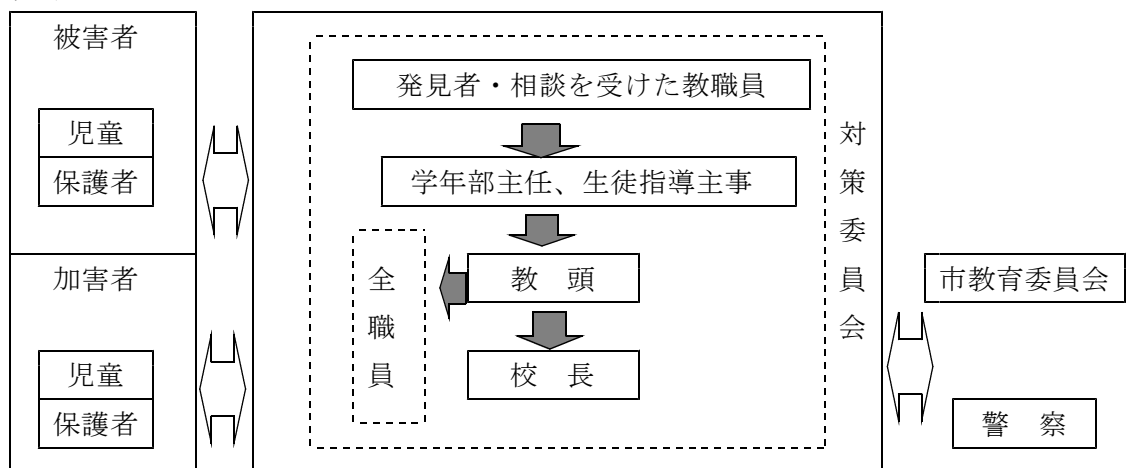 被害者
児童
保護者
加害者
児童
保護者
発見者・相談を受けた教職員
学年部主任、生徒指導主事
教　頭
全職員
校　長
対策委員会
市教育委員会
警　察